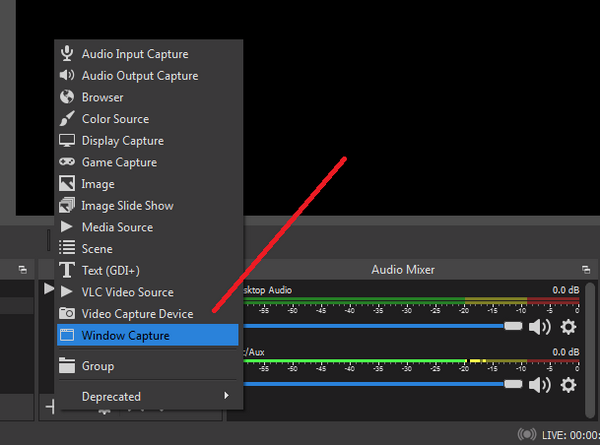 Audio Input Capture
Audio Output Capture
Browser
Color Source
Display Capture
Game Capture
Image
Image Slide Show
Media Source
Scene
Text (GDI+)
VLC Video Source
Video Capture Device
Window Capture
Group
Deprecated
Audio Mixer
sktop Audio 0.0 dB
-55 -50 -45 -40 -35 -30 -25 -20 -15 -10 -5 0
c/Aux 0.0 dB
-55 -50 -45 -40 -35 -30 -25 -20 -15 -10 -5 0
LIVE: 00:00: